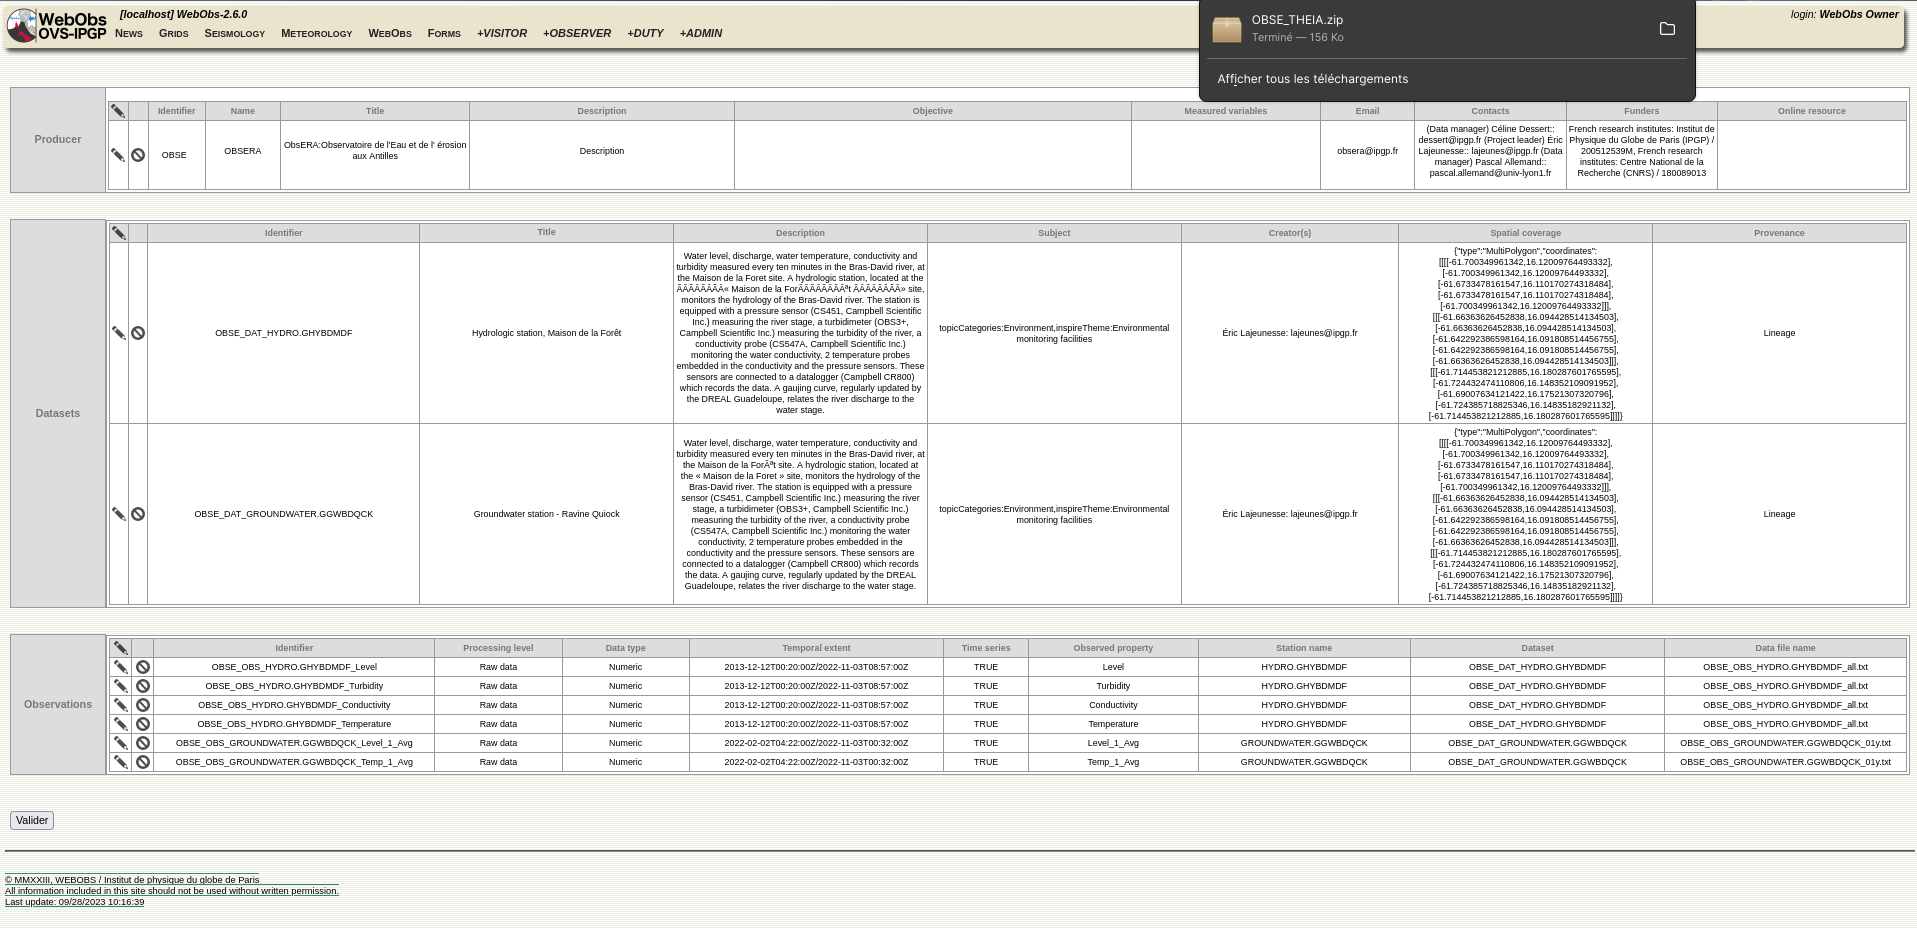 WebObs
OVS-IPGP
[localhost] WebObs-2.6.0
News Grids Seismology Meteorology WebObs Forms +VISITOR +OBSERVER +DUTY +ADMIN
login: WebObs Owner
OBSE_THEIA.zip
Terminé — 156 Ko
Afficher tous les téléchargements
Producer
Identifier Name Title Description Objective Measured variables Email Contacts Funders Online resource
OBSE
OBSERA
ObsERA:Observatoire de l'Eau et de l' érosion
aux Antilles
Description
obsera@ipgp.fr
(Data manager) Céline Dessert::
dessert@ipgp.fr (Project leader) Éric
Lajeunesse:: lajeunes@ipgp.fr (Data
manager) Pascal Allemand::
pascal.allemand@univ-lyon1.fr
French research institutes: Institut de
Physique du Globe de Paris (IPGP) /
200512539M, French research
institutes: Centre National de la
Recherche (CNRS) / 180089013
Datasets
Identifier Title Description Subject Creator(s) Spatial coverage Provenance
OBSE_DAT_HYDRO.GHYBDMDF
Hydrologic station, Maison de la Forêt
Water level, discharge, water temperature, conductivity and
turbidity measured every ten minutes in the Bras-David river, at
the Maison de la Foret site. A hydrologic station, located at the
ÃÂÃÂÃÂÃÂ« Maison de la ForÃÂÃÂÃÂÃÂªt ÃÂÃÂÃÂÃÂ» site,
monitors the hydrology of the Bras-David river. The station is
equipped with a pressure sensor (CS451, Campbell Scientific
Inc.) measuring the river stage, a turbidimeter (OBS3+,
Campbell Scientific Inc.) measuring the turbidity of the river, a
conductivity probe (CS547A, Campbell Scientific Inc.)
monitoring the water conductivity, 2 temperature probes
embedded in the conductivity and the pressure sensors. These
sensors are connected to a datalogger (Campbell CR800)
which records the data. A gaujing curve, regularly updated by
the DREAL Guadeloupe, relates the river discharge to the
water stage.
topicCategories:Environment,inspireTheme:Environmental
monitoring facilities
Éric Lajeunesse: lajeunes@ipgp.fr
{"type":"MultiPolygon","coordinates":
[[[[-61.700349961342,16.12009764493332],
[-61.700349961342,16.12009764493332],
[-61.6733478161547,16.110170274318484],
[-61.6733478161547,16.110170274318484],
[-61.700349961342,16.12009764493332]]],
[[[-61.66363626452838,16.094428514134503],
[-61.66363626452838,16.094428514134503],
[-61.642292386598164,16.091808514456755],
[-61.642292386598164,16.091808514456755],
[-61.66363626452838,16.094428514134503]]],
[[[-61.714453821212885,16.180287601765595],
[-61.724432474110806,16.148352109091952],
[-61.69007634121422,16.17521307320796],
[-61.724385718825346,16.14835182921132],
[-61.714453821212885,16.180287601765595]]]]}
Lineage
OBSE_DAT_GROUNDWATER.GGWBDQCK
Groundwater station - Ravine Quiock
Water level, discharge, water temperature, conductivity and
turbidity measured every ten minutes in the Bras-David river, at
the Maison de la ForÃªt site. A hydrologic station, located at
the « Maison de la Foret » site, monitors the hydrology of the
Bras-David river. The station is equipped with a pressure
sensor (CS451, Campbell Scientific Inc.) measuring the river
stage, a turbidimeter (OBS3+, Campbell Scientific Inc.)
measuring the turbidity of the river, a conductivity probe
(CS547A, Campbell Scientific Inc.) monitoring the water
conductivity, 2 temperature probes embedded in the
conductivity and the pressure sensors. These sensors are
connected to a datalogger (Campbell CR800) which records
the data. A gaujing curve, regularly updated by the DREAL
Guadeloupe, relates the river discharge to the water stage.
topicCategories:Environment,inspireTheme:Environmental
monitoring facilities
Éric Lajeunesse: lajeunes@ipgp.fr
{"type":"MultiPolygon","coordinates":
[[[[-61.700349961342,16.12009764493332],
[-61.700349961342,16.12009764493332],
[-61.6733478161547,16.110170274318484],
[-61.6733478161547,16.110170274318484],
[-61.700349961342,16.12009764493332]]],
[[[-61.66363626452838,16.094428514134503],
[-61.66363626452838,16.094428514134503],
[-61.642292386598164,16.091808514456755],
[-61.642292386598164,16.091808514456755],
[-61.66363626452838,16.094428514134503]]],
[[[-61.714453821212885,16.180287601765595],
[-61.724432474110806,16.148352109091952],
[-61.69007634121422,16.17521307320796],
[-61.724385718825346,16.14835182921132],
[-61.714453821212885,16.180287601765595]]]]}
Lineage
Observations
Identifier Processing level Data type Temporal extent Time series Observed property Station name Dataset Data file name
OBSE_OBS_HYDRO.GHYBDMDF_Level Raw data Numeric 2013-12-12T00:20:00Z/2022-11-03T08:57:00Z TRUE Level HYDRO.GHYBDMDF OBSE_DAT_HYDRO.GHYBDMDF OBSE_OBS_HYDRO.GHYBDMDF_all.txt
OBSE_OBS_HYDRO.GHYBDMDF_Turbidity Raw data Numeric 2013-12-12T00:20:00Z/2022-11-03T08:57:00Z TRUE Turbidity HYDRO.GHYBDMDF OBSE_DAT_HYDRO.GHYBDMDF OBSE_OBS_HYDRO.GHYBDMDF_all.txt
OBSE_OBS_HYDRO.GHYBDMDF_Conductivity Raw data Numeric 2013-12-12T00:20:00Z/2022-11-03T08:57:00Z TRUE Conductivity HYDRO.GHYBDMDF OBSE_DAT_HYDRO.GHYBDMDF OBSE_OBS_HYDRO.GHYBDMDF_all.txt
OBSE_OBS_HYDRO.GHYBDMDF_Temperature Raw data Numeric 2013-12-12T00:20:00Z/2022-11-03T08:57:00Z TRUE Temperature HYDRO.GHYBDMDF OBSE_DAT_HYDRO.GHYBDMDF OBSE_OBS_HYDRO.GHYBDMDF_all.txt
OBSE_OBS_GROUNDWATER.GGWBDQCK_Level_1_Avg Raw data Numeric 2022-02-02T04:22:00Z/2022-11-03T00:32:00Z TRUE Level_1_Avg GROUNDWATER.GGWBDQCK OBSE_DAT_GROUNDWATER.GGWBDQCK OBSE_OBS_GROUNDWATER.GGWBDQCK_01y.txt
OBSE_OBS_GROUNDWATER.GGWBDQCK_Temp_1_Avg Raw data Numeric 2022-02-02T04:22:00Z/2022-11-03T00:32:00Z TRUE Temp_1_Avg GROUNDWATER.GGWBDQCK OBSE_DAT_GROUNDWATER.GGWBDQCK OBSE_OBS_GROUNDWATER.GGWBDQCK_01y.txt
Valider
© MMXXIII, WEBOBS / Institut de physique du globe de Paris
All information included in this site should not be used without written permission.
Last update: 09/28/2023 10:16:39